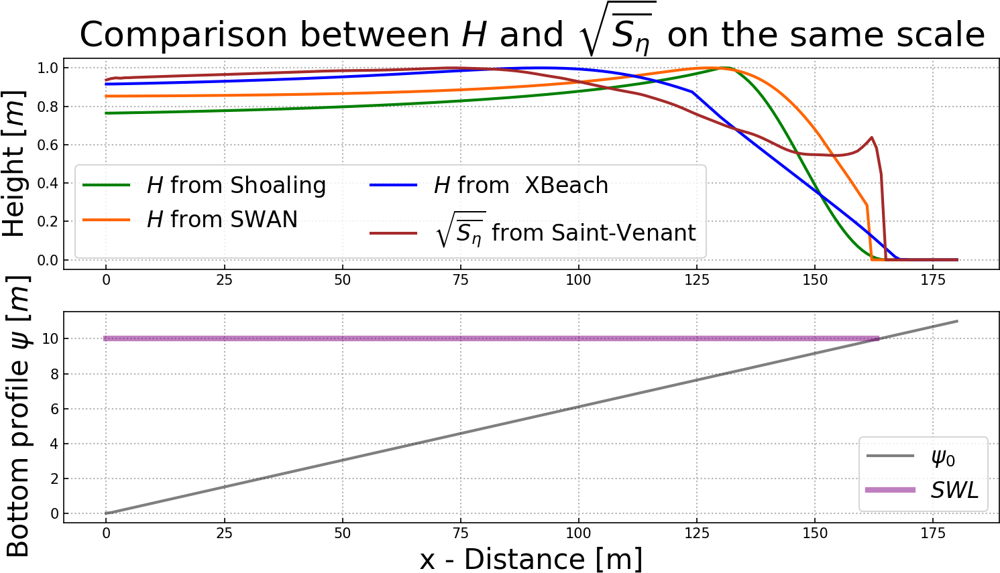 Comparison between H and √S̅η on the same scale
Height [m]
1.0
0.8
0.6
0.4
0.2
0.0
H from Shoaling
H from SWAN
H from XBeach
√S̅η from Saint-Venant
0 25 50 75 100 125 150 175
Bottom profile ψ [m]
10
8
6
4
2
0
ψ₀
SWL
0 25 50 75 100 125 150 175
x - Distance [m]